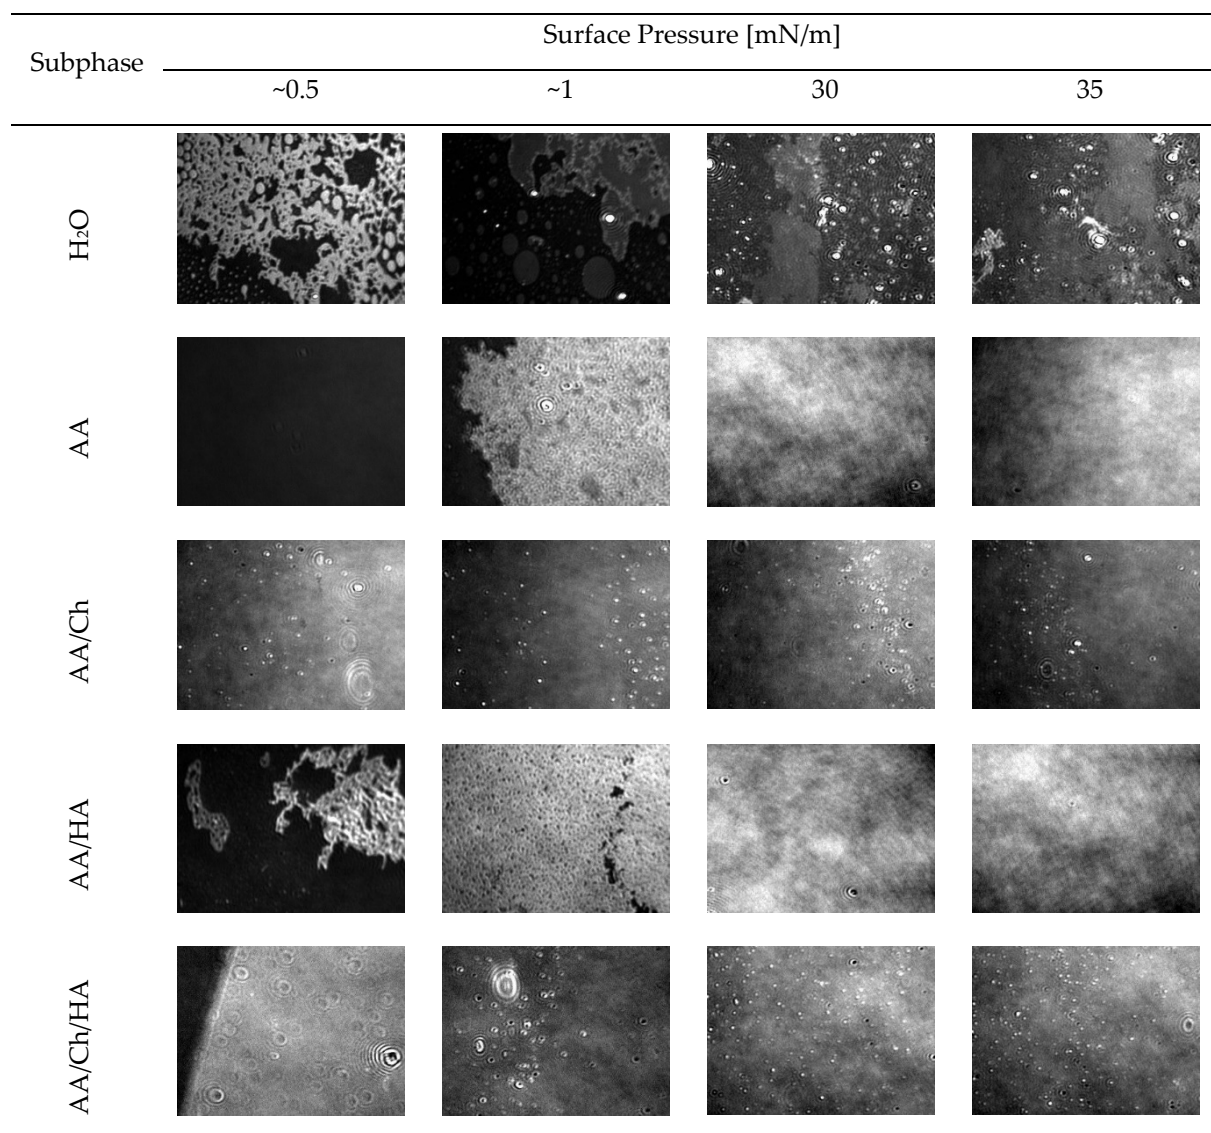 Surface Pressure [mN/m]
Subphase
~0.5 ~1 30 35
H₂O
AA
AA/Ch
AA/HA
AA/Ch/HA